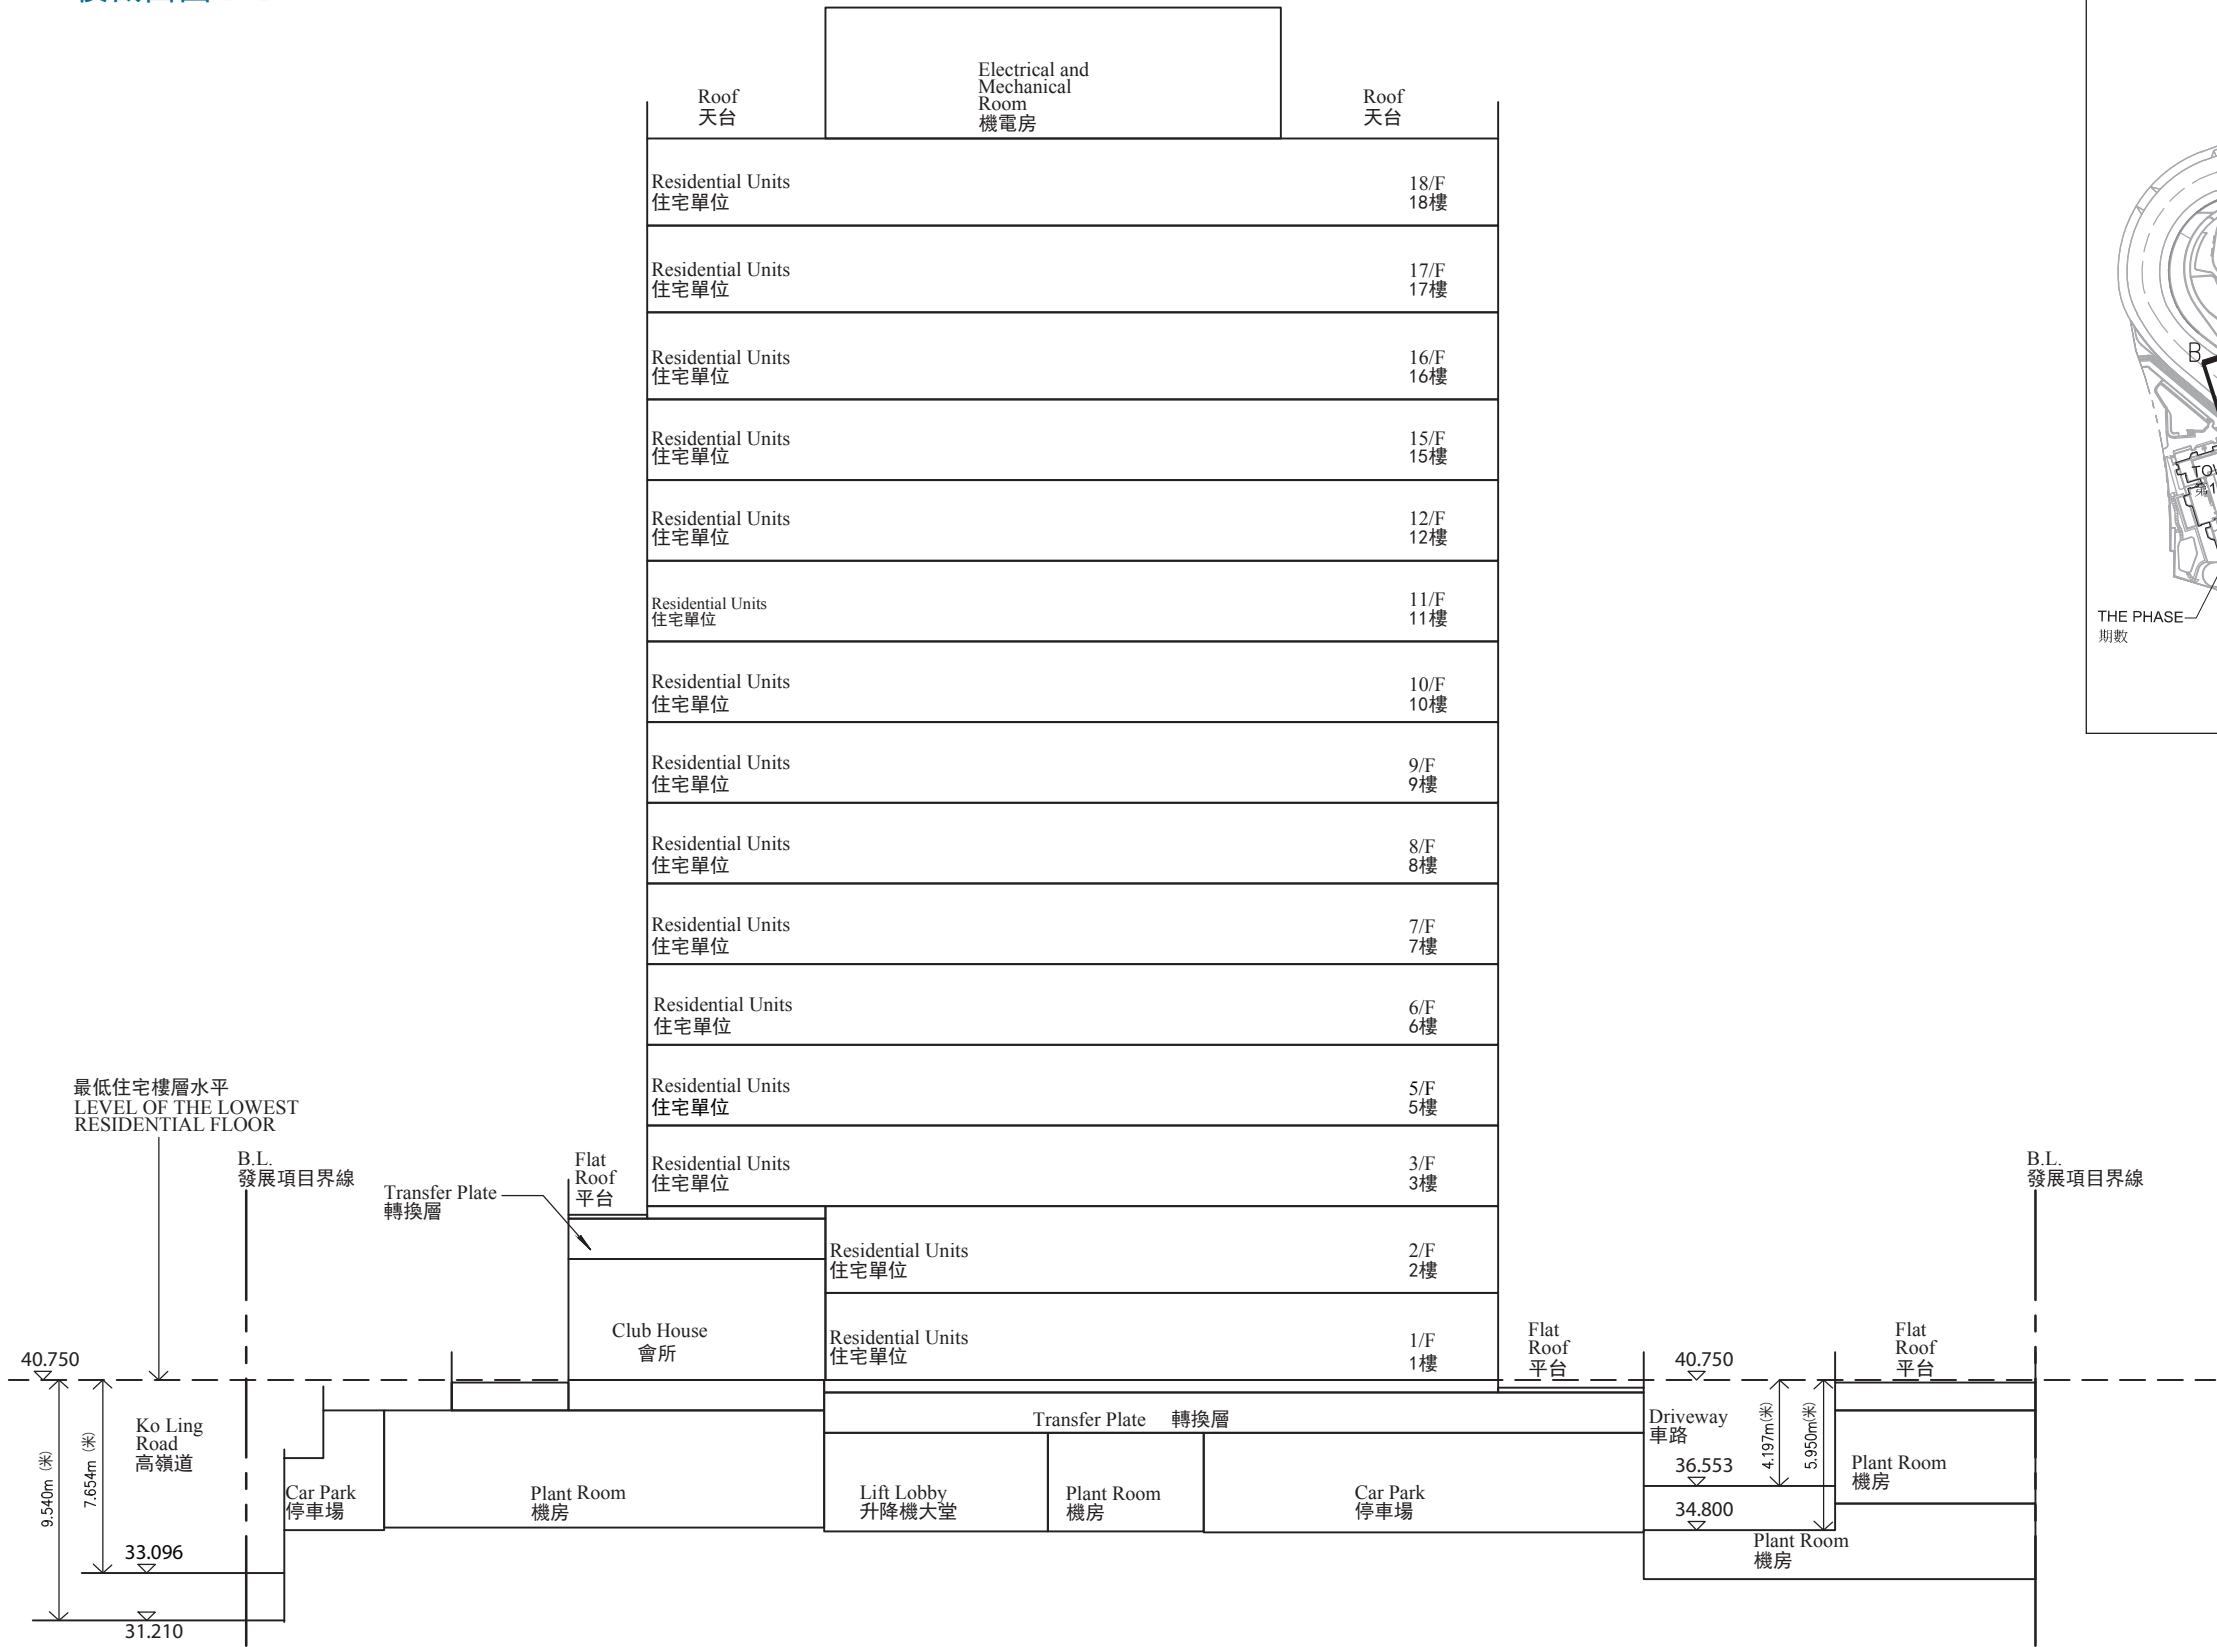 Electrical and
Mechanical
Room
機電房
Roof
天台
Roof
天台
Residential Units
住宅單位
18/F
18樓
Residential Units
住宅單位
17/F
17樓
Residential Units
住宅單位
16/F
16樓
Residential Units
住宅單位
15/F
15樓
Residential Units
住宅單位
12/F
12樓
Residential Units
住宅單位
11/F
11樓
Residential Units
住宅單位
10/F
10樓
Residential Units
住宅單位
9/F
9樓
Residential Units
住宅單位
8/F
8樓
Residential Units
住宅單位
7/F
7樓
Residential Units
住宅單位
6/F
6樓
Residential Units
住宅單位
5/F
5樓
Residential Units
住宅單位
3/F
3樓
Residential Units
住宅單位
2/F
2樓
Residential Units
住宅單位
1/F
1樓
最低住宅樓層水平
LEVEL OF THE LOWEST
RESIDENTIAL FLOOR
B.L.
發展項目界線
Transfer Plate
轉換層
Flat
Roof
平台
Club House
會所
40.750
Ko Ling
Road
高嶺道
9.540m (米)
7.654m (米)
33.096
31.210
Car Park
停車場
Plant Room
機房
Transfer Plate 轉換層
Lift Lobby
升降機大堂
Plant Room
機房
Car Park
停車場
Flat
Roof
平台
40.750
Driveway
車路
4.197m(米)
5.950m(米)
36.553
34.800
Plant Room
機房
Flat
Roof
平台
Plant Room
機房
B.L.
發展項目界線
B
THE PHASE
期數